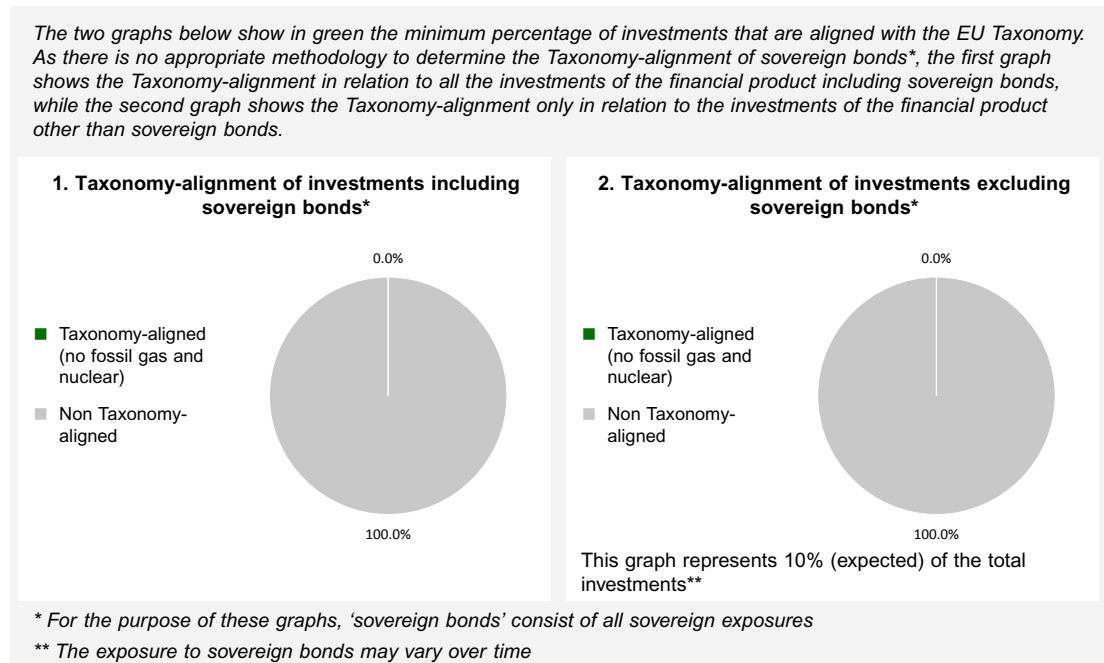 The two graphs below show in green the minimum percentage of investments that are aligned with the EU Taxonomy.
As there is no appropriate methodology to determine the Taxonomy-alignment of sovereign bonds*, the first graph
shows the Taxonomy-alignment in relation to all the investments of the financial product including sovereign bonds,
while the second graph shows the Taxonomy-alignment only in relation to the investments of the financial product
other than sovereign bonds.
1. Taxonomy-alignment of investments including
sovereign bonds*
0.0%
Taxonomy-aligned
(no fossil gas and
nuclear)
Non Taxonomy-
aligned
100.0%
2. Taxonomy-alignment of investments excluding
sovereign bonds*
0.0%
Taxonomy-aligned
(no fossil gas and
nuclear)
Non Taxonomy-
aligned
100.0%
This graph represents 10% (expected) of the total
investments**
* For the purpose of these graphs, ‘sovereign bonds’ consist of all sovereign exposures
** The exposure to sovereign bonds may vary over time